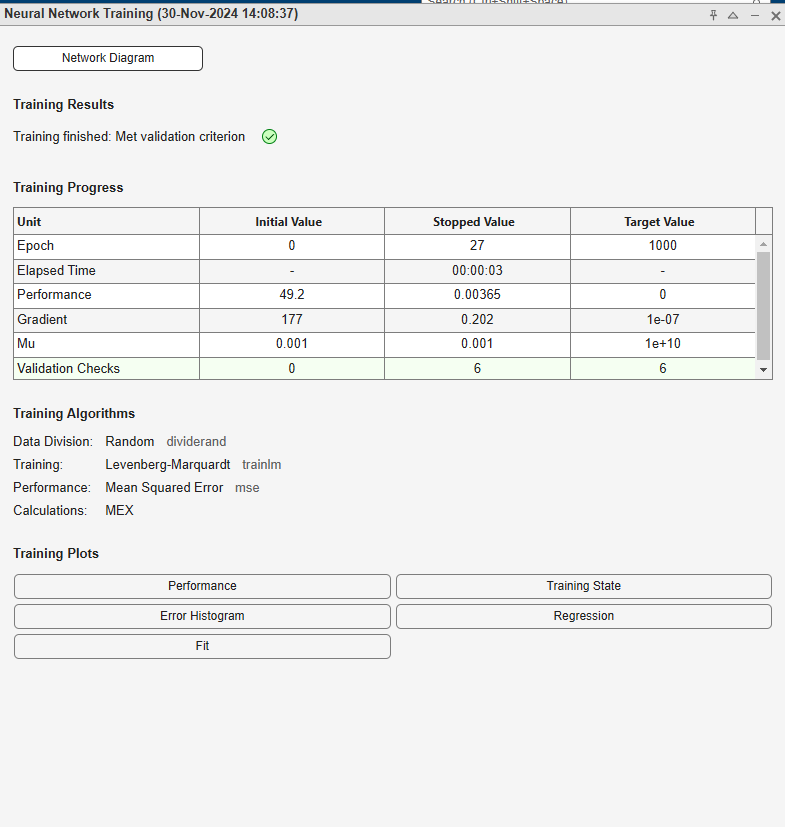 Neural Network Training (30-Nov-2024 14:08:37)
Network Diagram
Training Results
Training finished: Met validation criterion
Training Progress
Unit Initial Value Stopped Value Target Value
Epoch 0 27 1000
Elapsed Time - 00:00:03 -
Performance 49.2 0.00365 0
Gradient 177 0.202 1e-07
Mu 0.001 0.001 1e+10
Validation Checks 0 6 6
Training Algorithms
Data Division: Random dividerand
Training: Levenberg-Marquardt trainlm
Performance: Mean Squared Error mse
Calculations: MEX
Training Plots
Performance Training State
Error Histogram Regression
Fit